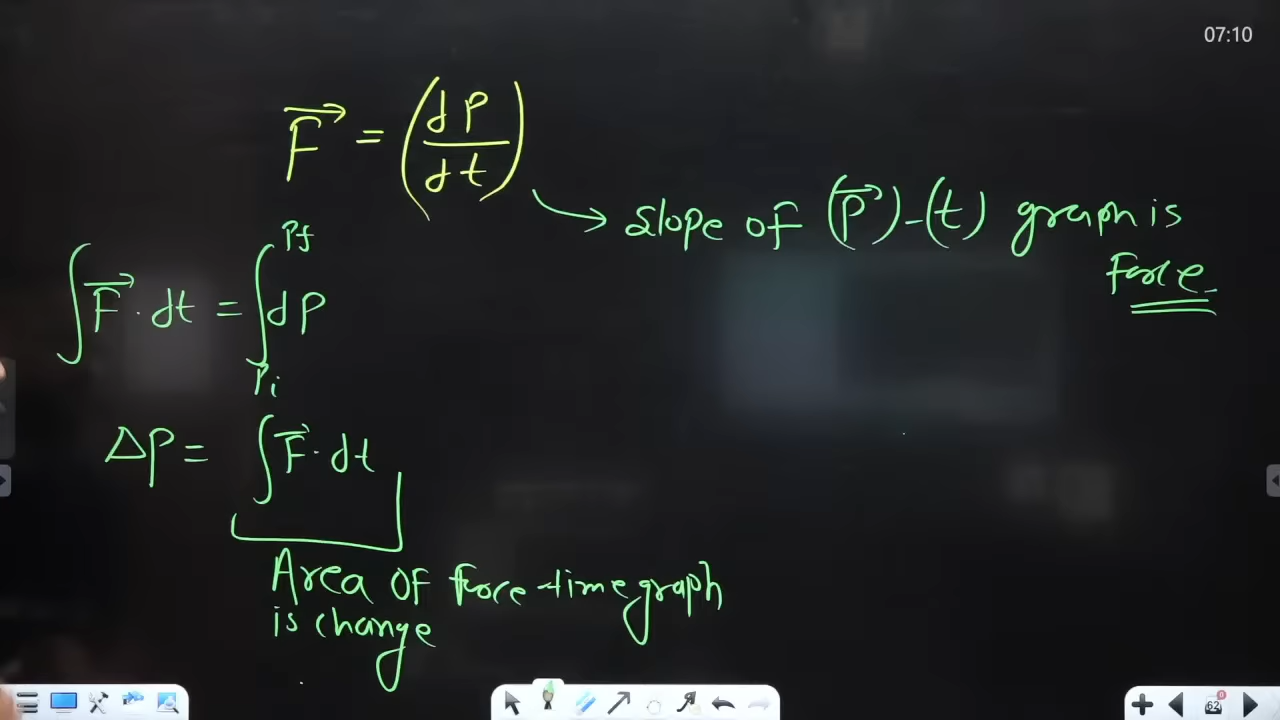 07:10
F⃗ = (dP/dt)
→ slope of (P⃗)-(t) graph is
Force
∫F⃗·dt = ∫dP
Pf
Pi
ΔP = ∫F⃗·dt
Area of Force-time graph
is change
62